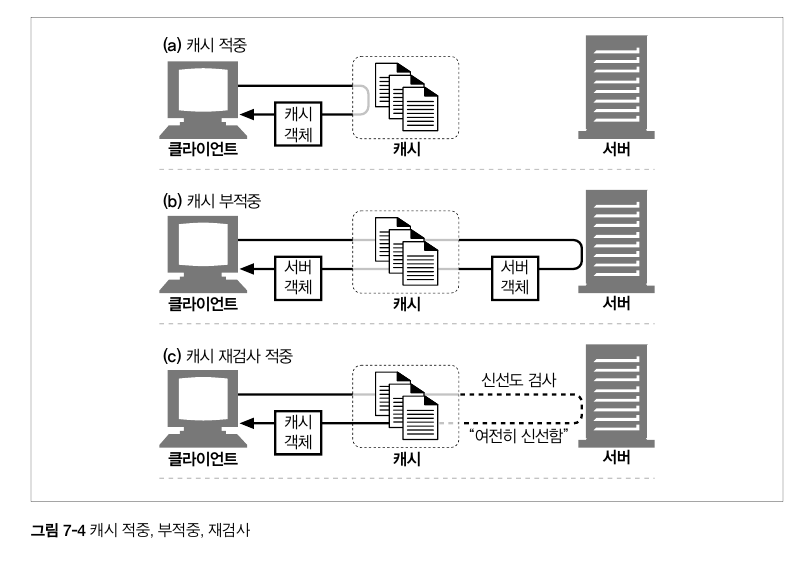 (a) 캐시 적중
캐시
객체
클라이언트
캐시
서버
(b) 캐시 부적중
서버
객체
서버
객체
클라이언트
캐시
서버
(c) 캐시 재검사 적중
신선도 검사
캐시
객체
“여전히 신선함”
클라이언트
캐시
서버
그림 7-4 캐시 적중, 부적중, 재검사